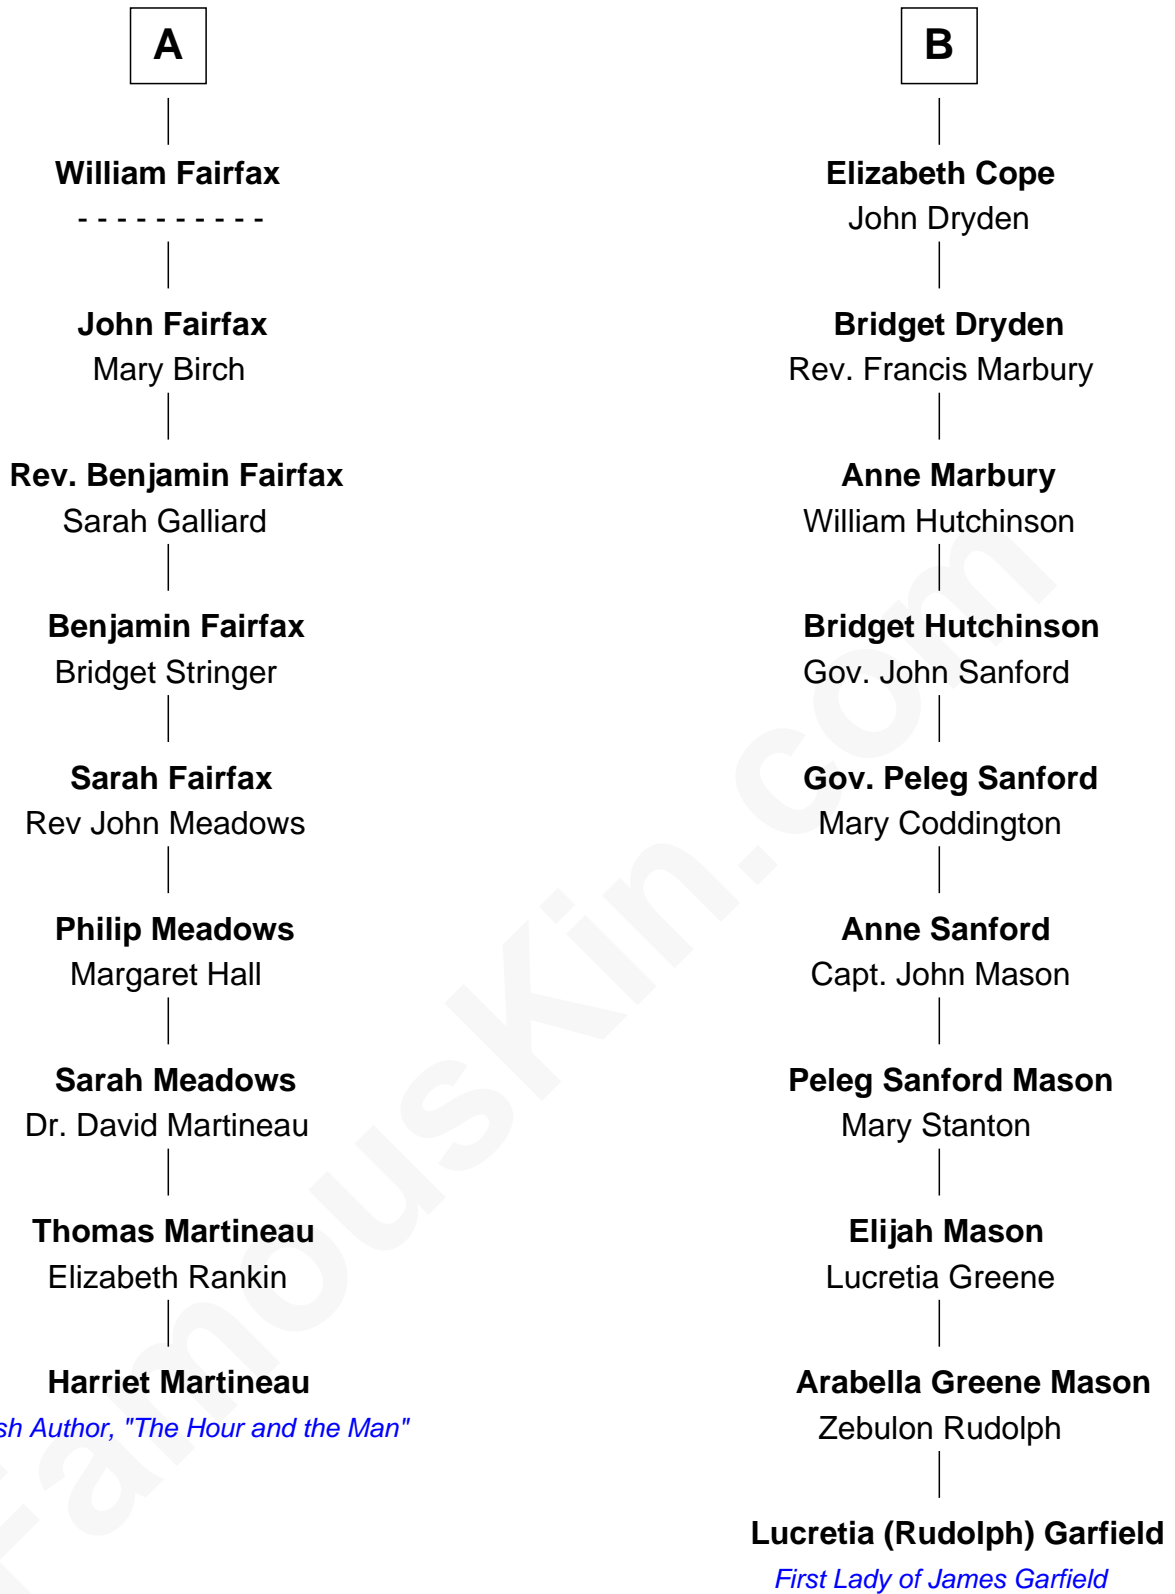 A
William Fairfax
- - - - - - - - - -
John Fairfax
Mary Birch
Rev. Benjamin Fairfax
Sarah Galliard
Benjamin Fairfax
Bridget Stringer
Sarah Fairfax
Rev John Meadows
Philip Meadows
Margaret Hall
Sarah Meadows
Dr. David Martineau
Thomas Martineau
Elizabeth Rankin
Harriet Martineau
sh Author, "The Hour and the Man"
B
Elizabeth Cope
John Dryden
Bridget Dryden
Rev. Francis Marbury
Anne Marbury
William Hutchinson
Bridget Hutchinson
Gov. John Sanford
Gov. Peleg Sanford
Mary Coddington
Anne Sanford
Capt. John Mason
Peleg Sanford Mason
Mary Stanton
Elijah Mason
Lucretia Greene
Arabella Greene Mason
Zebulon Rudolph
Lucretia (Rudolph) Garfield
First Lady of James Garfield
FamousKin.com